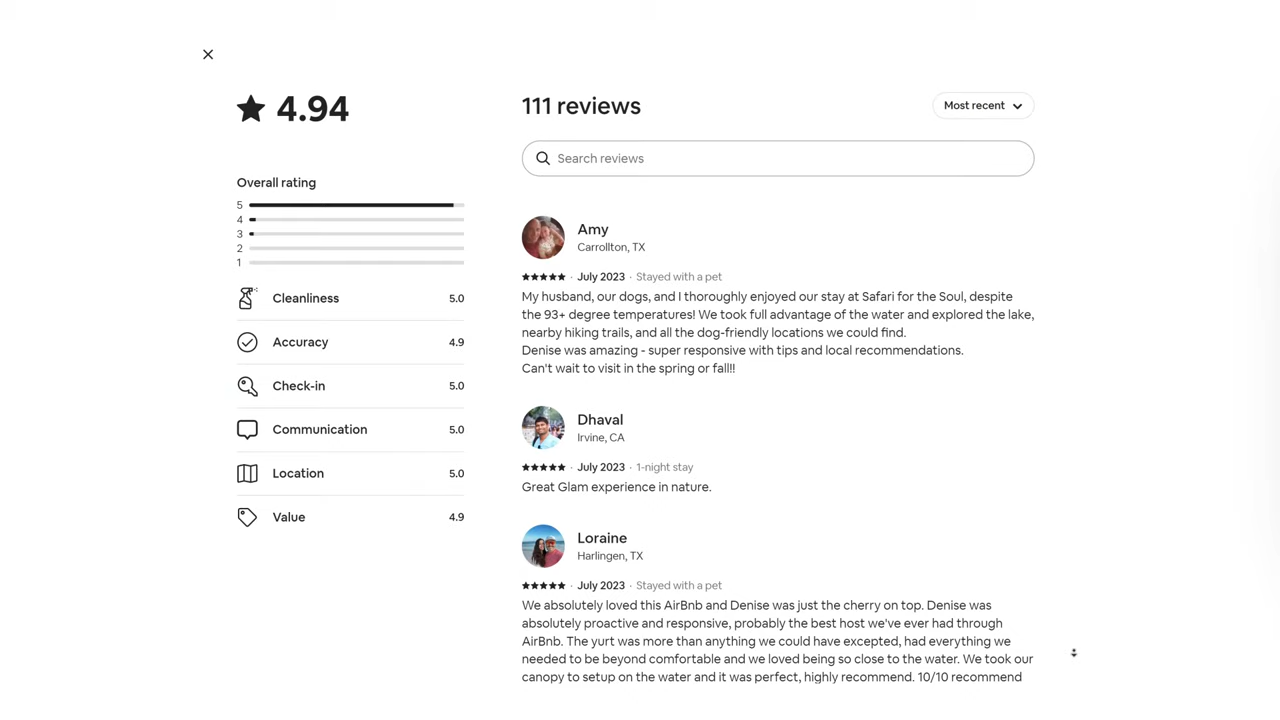 4.94
Overall rating
5
4
3
2
1
Cleanliness 5.0
Accuracy 4.9
Check-in 5.0
Communication 5.0
Location 5.0
Value 4.9
111 reviews
Most recent
Search reviews
Amy
Carrollton, TX
★★★★★ · July 2023 · Stayed with a pet
My husband, our dogs, and I thoroughly enjoyed our stay at Safari for the Soul, despite
the 93+ degree temperatures! We took full advantage of the water and explored the lake,
nearby hiking trails, and all the dog-friendly locations we could find.
Denise was amazing - super responsive with tips and local recommendations.
Can't wait to visit in the spring or fall!!
Dhaval
Irvine, CA
★★★★★ · July 2023 · 1-night stay
Great Glam experience in nature.
Loraine
Harlingen, TX
★★★★★ · July 2023 · Stayed with a pet
We absolutely loved this AirBnb and Denise was just the cherry on top. Denise was
absolutely proactive and responsive, probably the best host we've ever had through
AirBnb. The yurt was more than anything we could have excepted, had everything we
needed to be beyond comfortable and we loved being so close to the water. We took our
canopy to setup on the water and it was perfect, highly recommend. 10/10 recommend